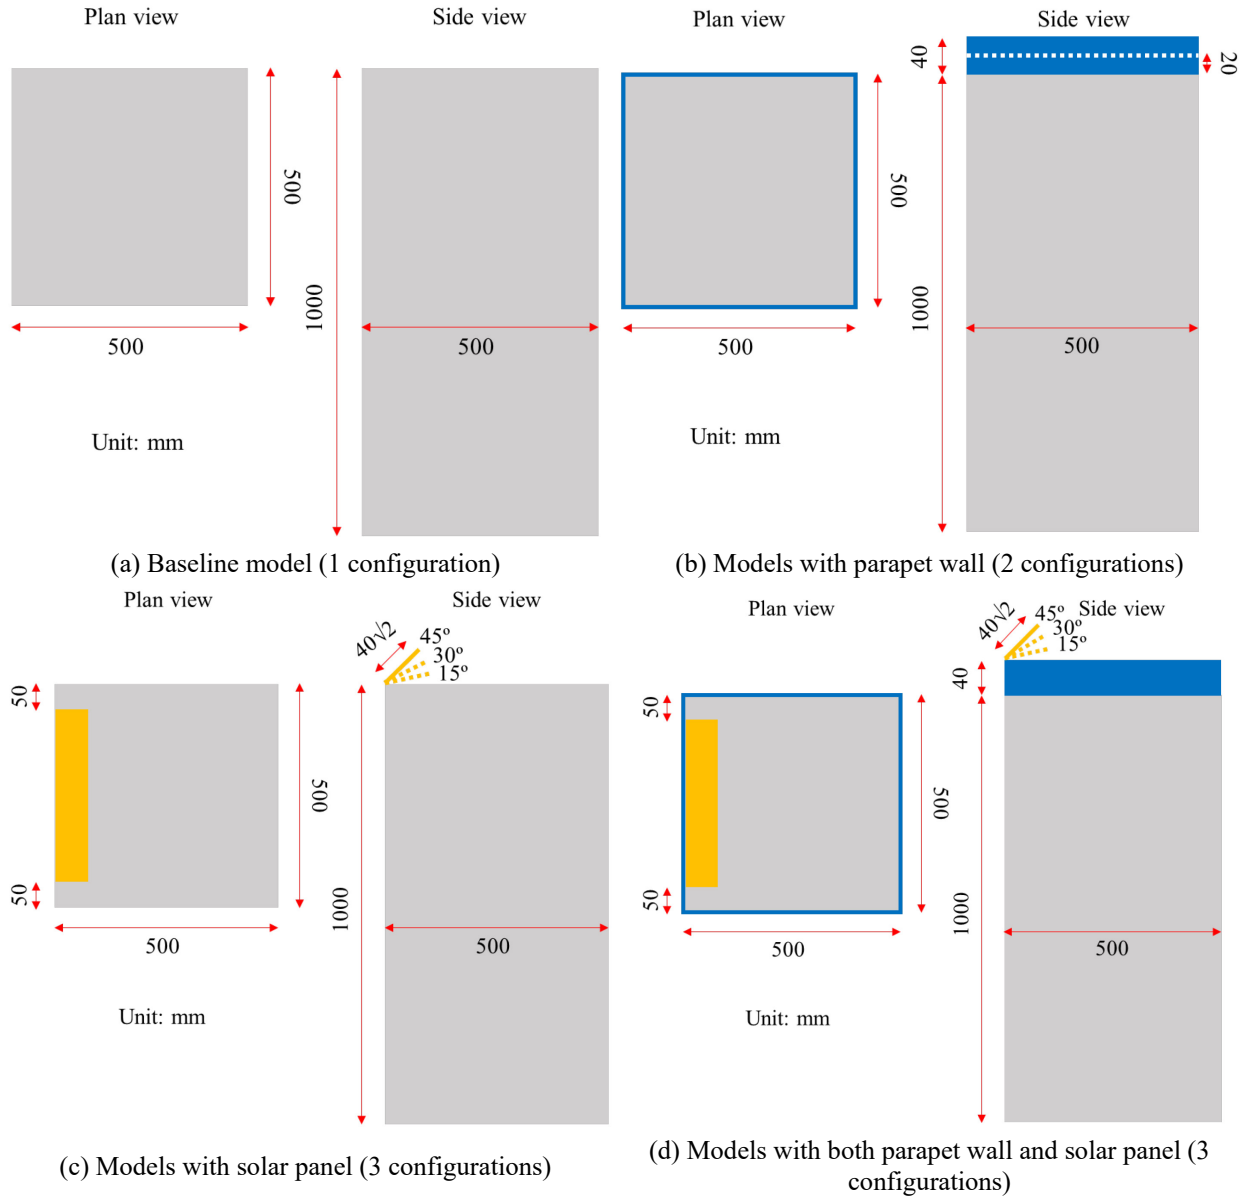 Plan view
Side view
500
500
1000
500
Unit: mm
(a) Baseline model (1 configuration)
Plan view
Side view
40
20
500
500
1000
500
Unit: mm
(b) Models with parapet wall (2 configurations)
Plan view
Side view
40√2
45º
30º
15º
50
50
500
500
1000
500
Unit: mm
(c) Models with solar panel (3 configurations)
Plan view
Side view
40√2
45º
30º
15º
40
50
50
500
500
1000
500
Unit: mm
(d) Models with both parapet wall and solar panel (3
configurations)